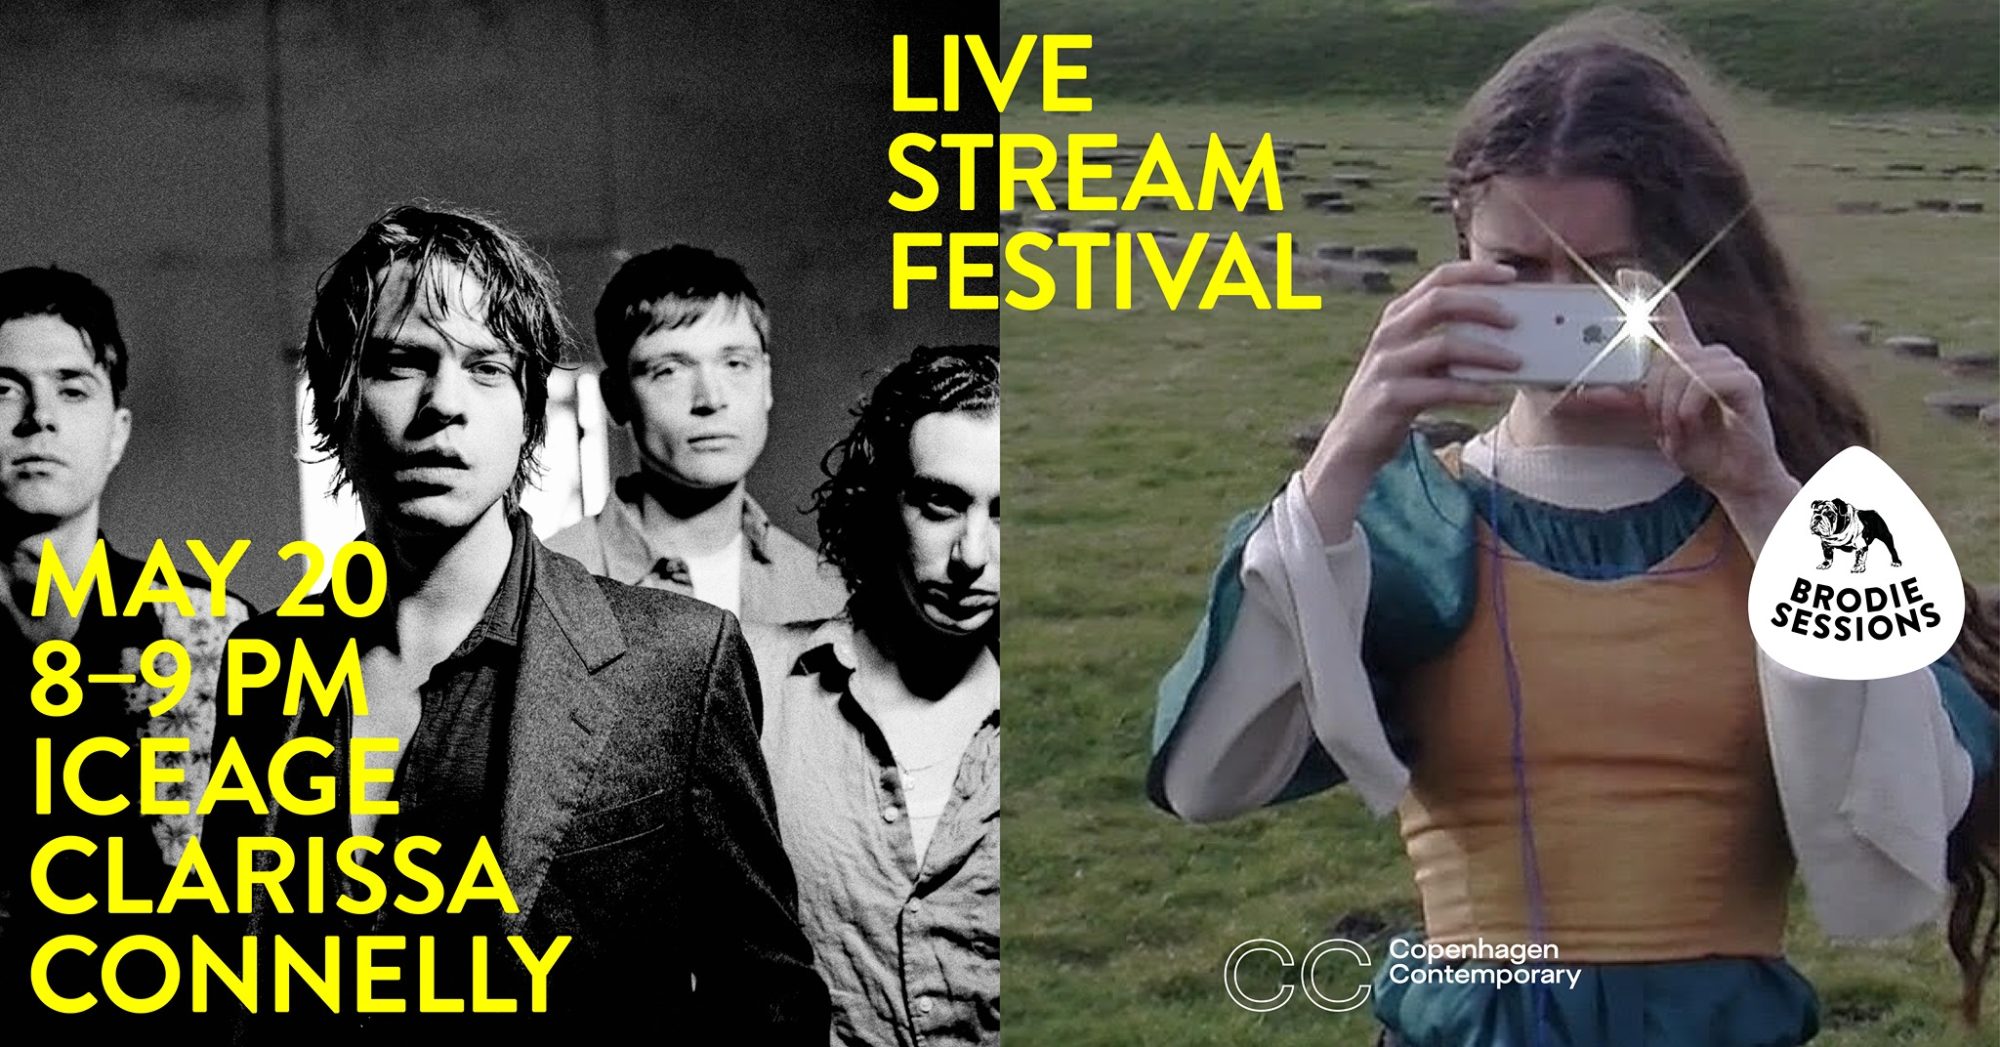 LIVE
STREAM
FESTIVAL
MAY 20
8–9 PM
ICEAGE
CLARISSA
CONNELLY
BRODIE
SESSIONS
CC Copenhagen
Contemporary